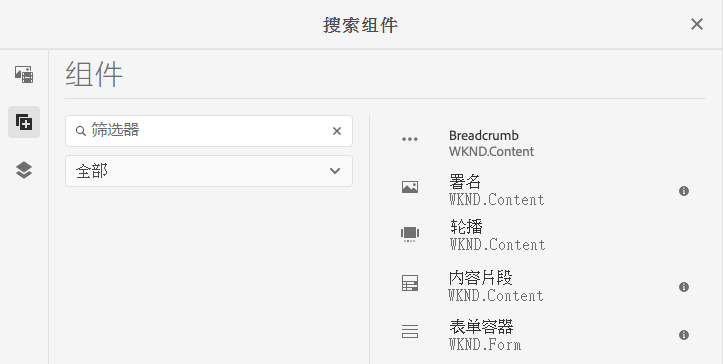 搜索组件
组件
筛选器
全部
Breadcrumb
WKND.Content
署名
WKND.Content
轮播
WKND.Content
内容片段
WKND.Content
表单容器
WKND.Form